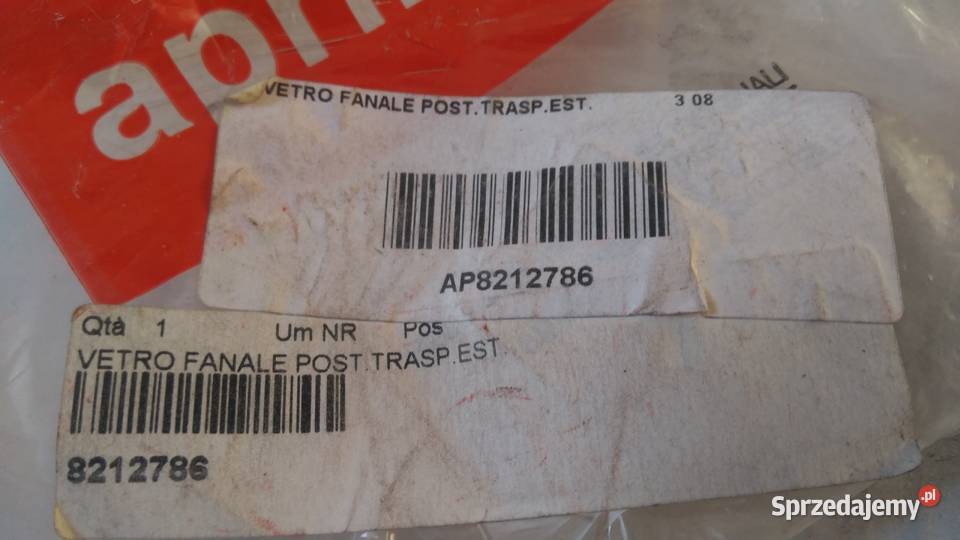 VETRO FANALE POST.TRASP.EST. 3 08
AP8212786
Qtà 1 Um NR Pos
VETRO FANALE POST.TRASP.EST.
8212786
Sprzedajemy.pl